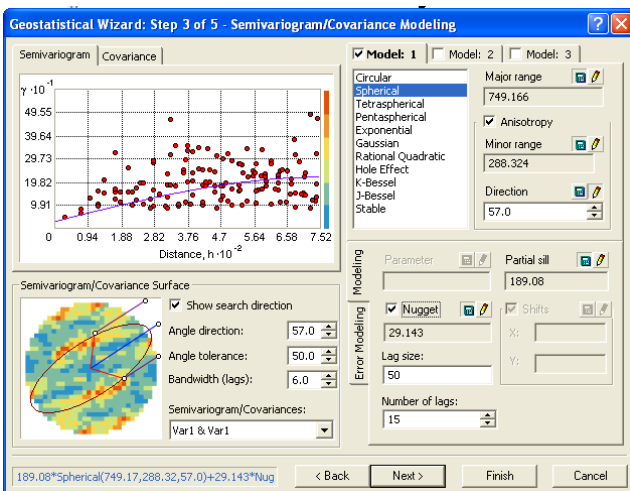 Geostatistical Wizard: Step 3 of 5 - Semivariogram/Covariance Modeling
Semivariogram
Covariance
γ·10⁻¹
49.55
39.64
29.73
19.82
9.91
0 0.94 1.88 2.82 3.76 4.7 5.64 6.58 7.52
Distance, h·10⁻²
Semivariogram/Covariance Surface
Show search direction
Angle direction: 57.0
Angle tolerance: 50.0
Bandwidth (lags): 6.0
Semivariogram/Covariances:
Var1 & Var1
Model: 1
Model: 2
Model: 3
Circular
Spherical
Tetraspherical
Pentaspherical
Exponential
Gaussian
Rational Quadratic
Hole Effect
K-Bessel
J-Bessel
Stable
Major range
749.166
Anisotropy
Minor range
288.324
Direction
57.0
Modeling
Error Modeling
Parameter
Partial sill
189.08
Nugget
29.143
Shifts
X:
Y:
Lag size:
50
Number of lags:
15
189.08*Spherical(749.17,288.32,57.0)+29.143*Nug
< Back
Next >
Finish
Cancel